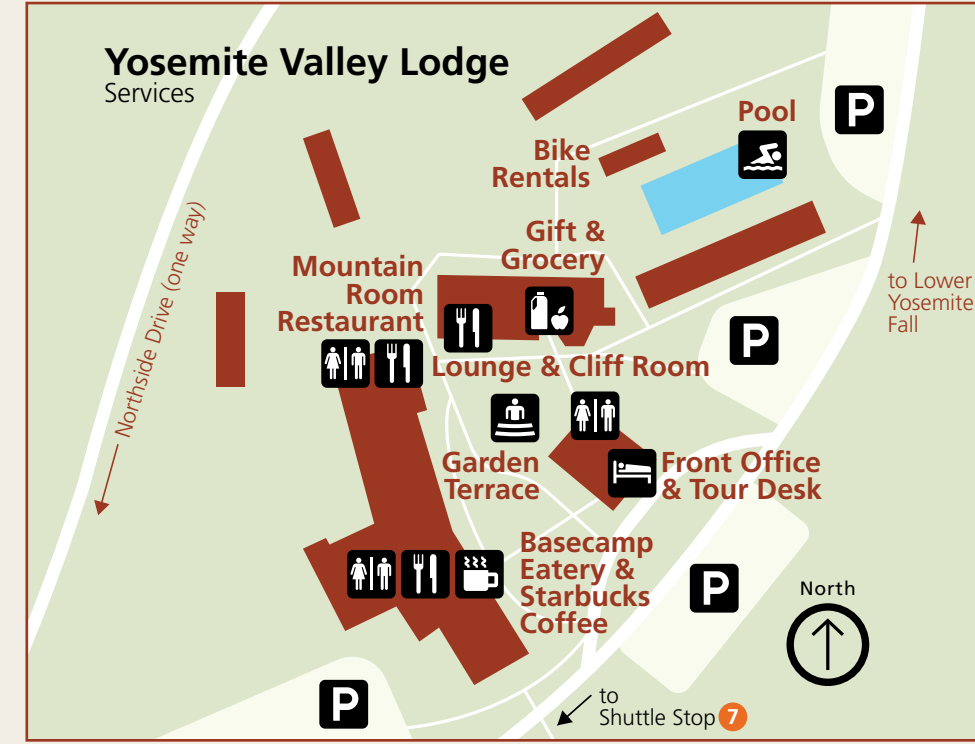 Yosemite Valley Lodge
Services
P
Pool
Bike
Rentals
Gift &
Grocery
Mountain
Room
Restaurant
Northside Drive (one way)
to Lower
Yosemite
Fall
P
Lounge & Cliff Room
Garden
Terrace
Front Office
& Tour Desk
Basecamp
Eatery &
Starbucks
Coffee
P
North
P
to
Shuttle Stop 7